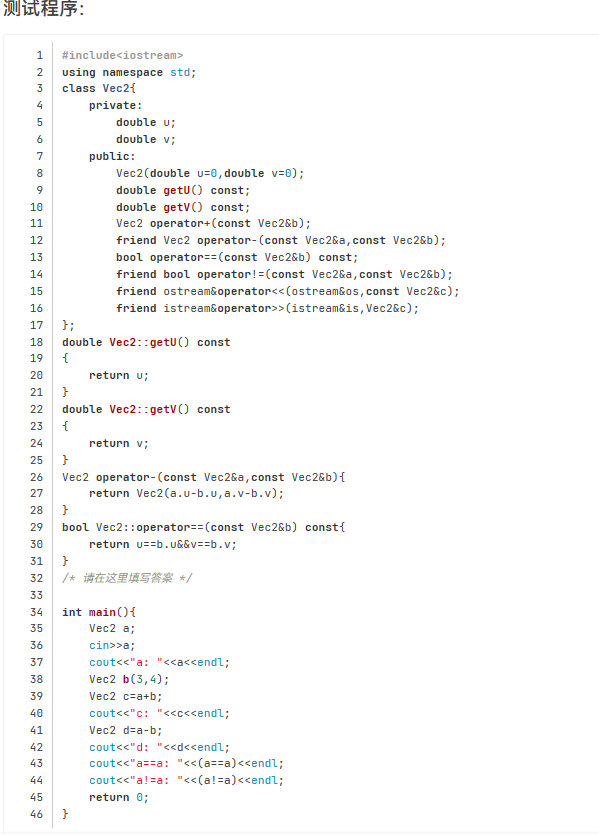 测试程序:
1 #include<iostream>
2 using namespace std;
3 class Vec2{
4     private:
5         double u;
6         double v;
7     public:
8         Vec2(double u=0,double v=0);
9         double getU() const;
10         double getV() const;
11         Vec2 operator+(const Vec2&b);
12         friend Vec2 operator-(const Vec2&a,const Vec2&b);
13         bool operator==(const Vec2&b) const;
14         friend bool operator!=(const Vec2&a,const Vec2&b);
15         friend ostream&operator<<(ostream&os,const Vec2&c);
16         friend istream&operator>>(istream&is,Vec2&c);
17 };
18 double Vec2::getU() const
19 {
20     return u;
21 }
22 double Vec2::getV() const
23 {
24     return v;
25 }
26 Vec2 operator-(const Vec2&a,const Vec2&b){
27     return Vec2(a.u-b.u,a.v-b.v);
28 }
29 bool Vec2::operator==(const Vec2&b) const{
30     return u==b.u&&v==b.v;
31 }
32 /* 请在这里填写答案 */
33
34 int main(){
35     Vec2 a;
36     cin>>a;
37     cout<<"a: "<<a<<endl;
38     Vec2 b(3,4);
39     Vec2 c=a+b;
40     cout<<"c: "<<c<<endl;
41     Vec2 d=a-b;
42     cout<<"d: "<<d<<endl;
43     cout<<"a==a: "<<(a==a)<<endl;
44     cout<<"a!=a: "<<(a!=a)<<endl;
45     return 0;
46 }